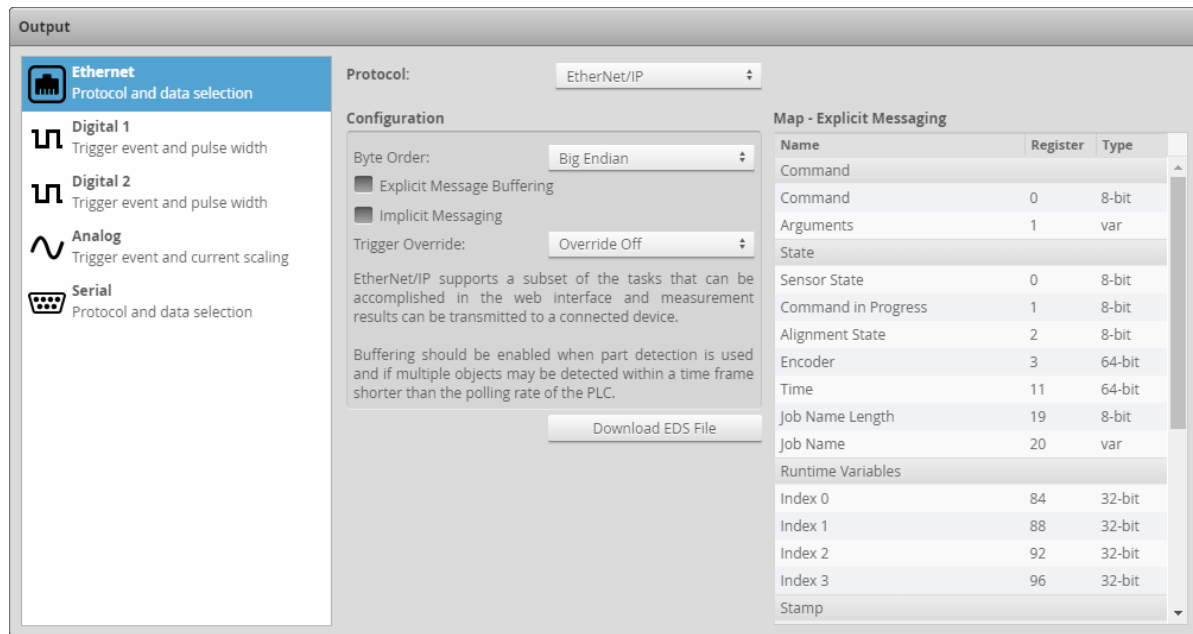 Output
Ethernet
Protocol and data selection
Digital 1
Trigger event and pulse width
Digital 2
Trigger event and pulse width
Analog
Trigger event and current scaling
Serial
Protocol and data selection
Protocol:
EtherNet/IP
Configuration
Byte Order:
Big Endian
Explicit Message Buffering
Implicit Messaging
Trigger Override:
Override Off
EtherNet/IP supports a subset of the tasks that can be
accomplished in the web interface and measurement
results can be transmitted to a connected device.
Buffering should be enabled when part detection is used
and if multiple objects may be detected within a time frame
shorter than the polling rate of the PLC.
Download EDS File
Map - Explicit Messaging
Name Register Type
Command
Command 0 8-bit
Arguments 1 var
State
Sensor State 0 8-bit
Command in Progress 1 8-bit
Alignment State 2 8-bit
Encoder 3 64-bit
Time 11 64-bit
Job Name Length 19 8-bit
Job Name 20 var
Runtime Variables
Index 0 84 32-bit
Index 1 88 32-bit
Index 2 92 32-bit
Index 3 96 32-bit
Stamp